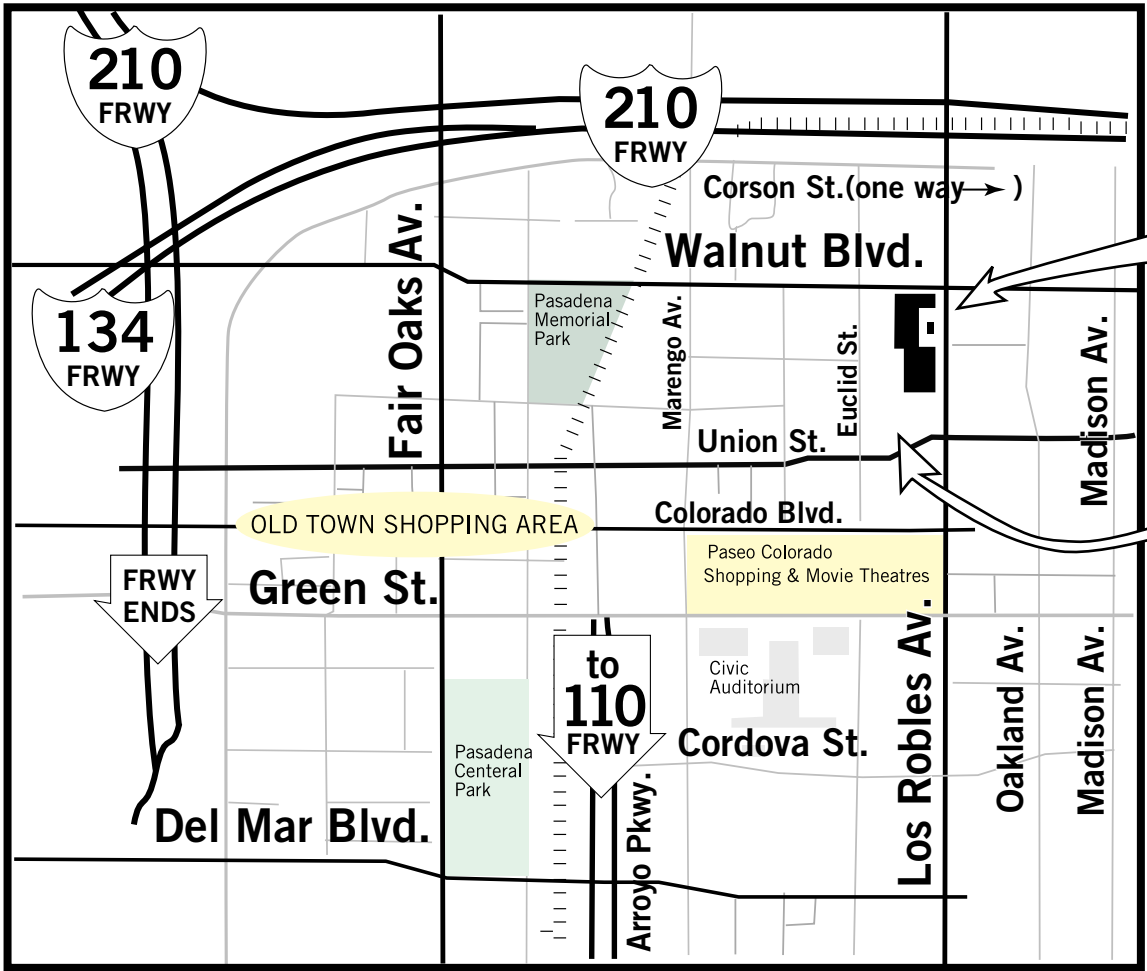 210
FRWY
210
FRWY
Corson St.(one way → )
Walnut Blvd.
Fair Oaks Av.
134
FRWY
Pasadena
Memorial
Park
Marengo Av.
Euclid St.
Madison Av.
Union St.
OLD TOWN SHOPPING AREA
Colorado Blvd.
Paseo Colorado
Shopping & Movie Theatres
FRWY
ENDS
Green St.
to
110
FRWY
Civic
Auditorium
Los Robles Av.
Oakland Av.
Madison Av.
Cordova St.
Pasadena
Centeral
Park
Arroyo Pkwy.
Del Mar Blvd.